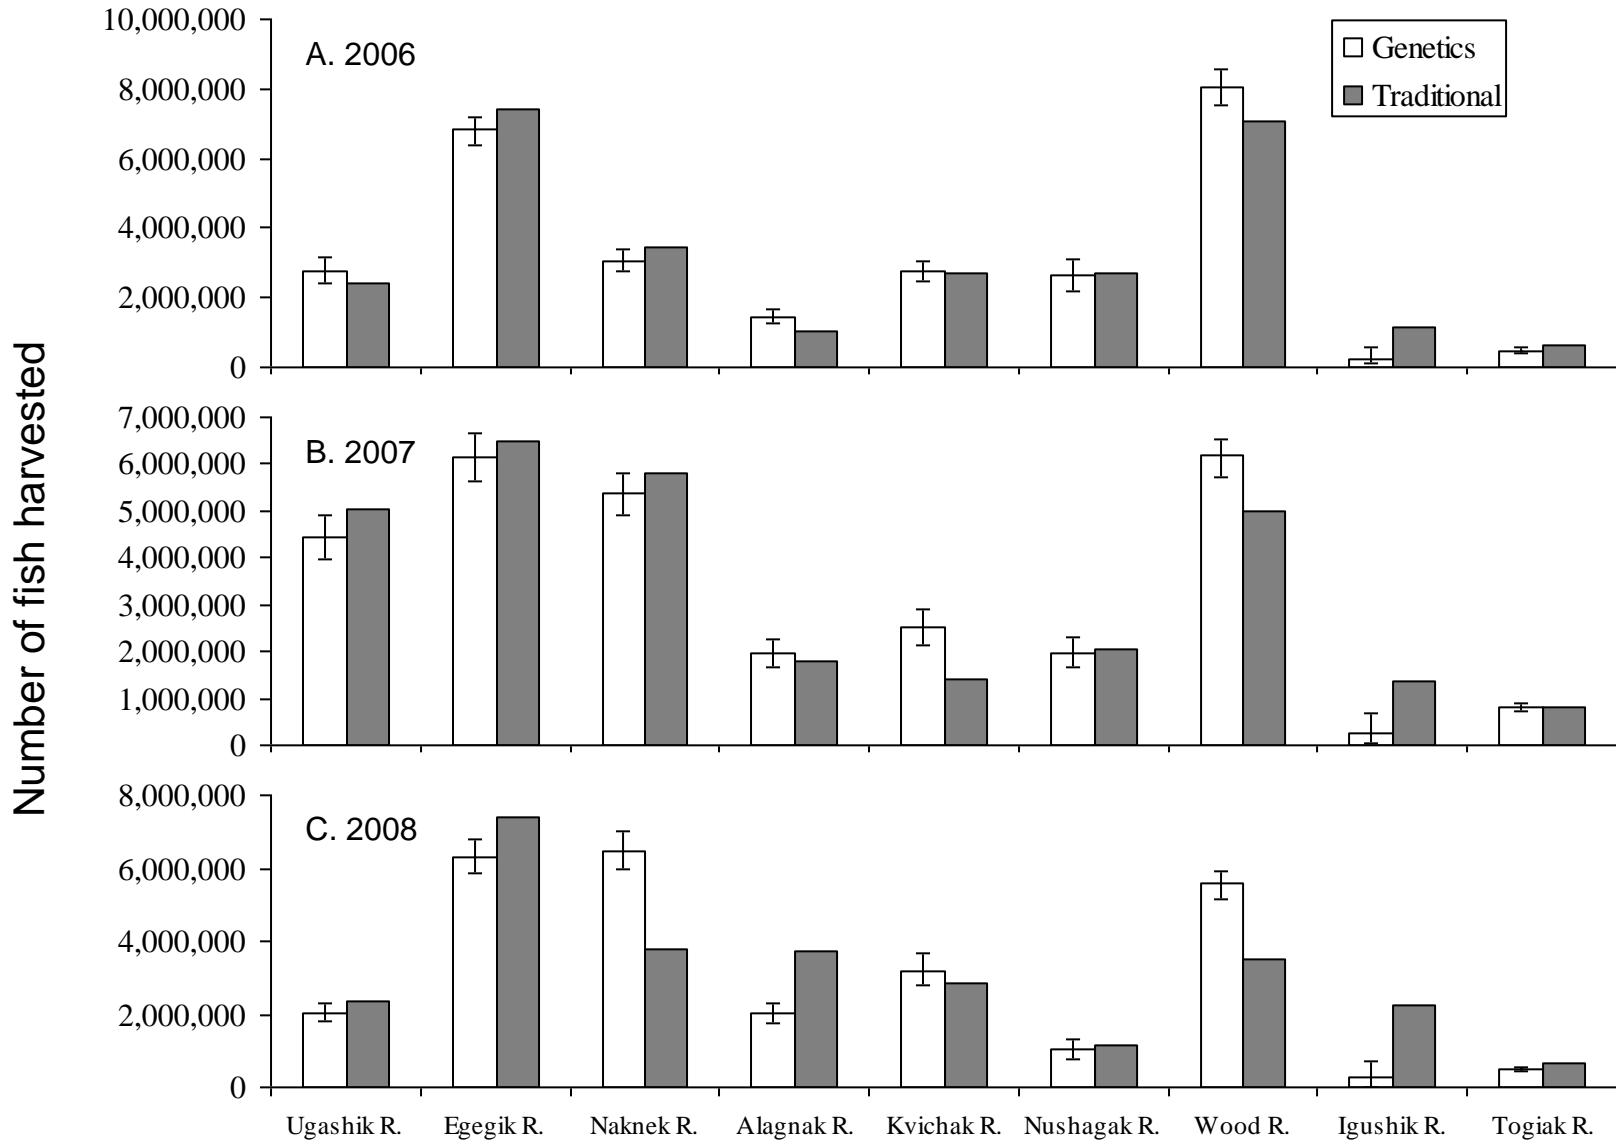 10,000,000
A. 2006
Genetics
8,000,000
Traditional
6,000,000
4,000,000
2,000,000
0
Number of fish harvested
7,000,000
B. 2007
6,000,000
5,000,000
4,000,000
3,000,000
2,000,000
1,000,000
0
8,000,000
C. 2008
6,000,000
4,000,000
2,000,000
0
Ugashik R. Egegik R. Naknek R. Alagnak R. Kvichak R. Nushagak R. Wood R. Igushik R. Togiak R.